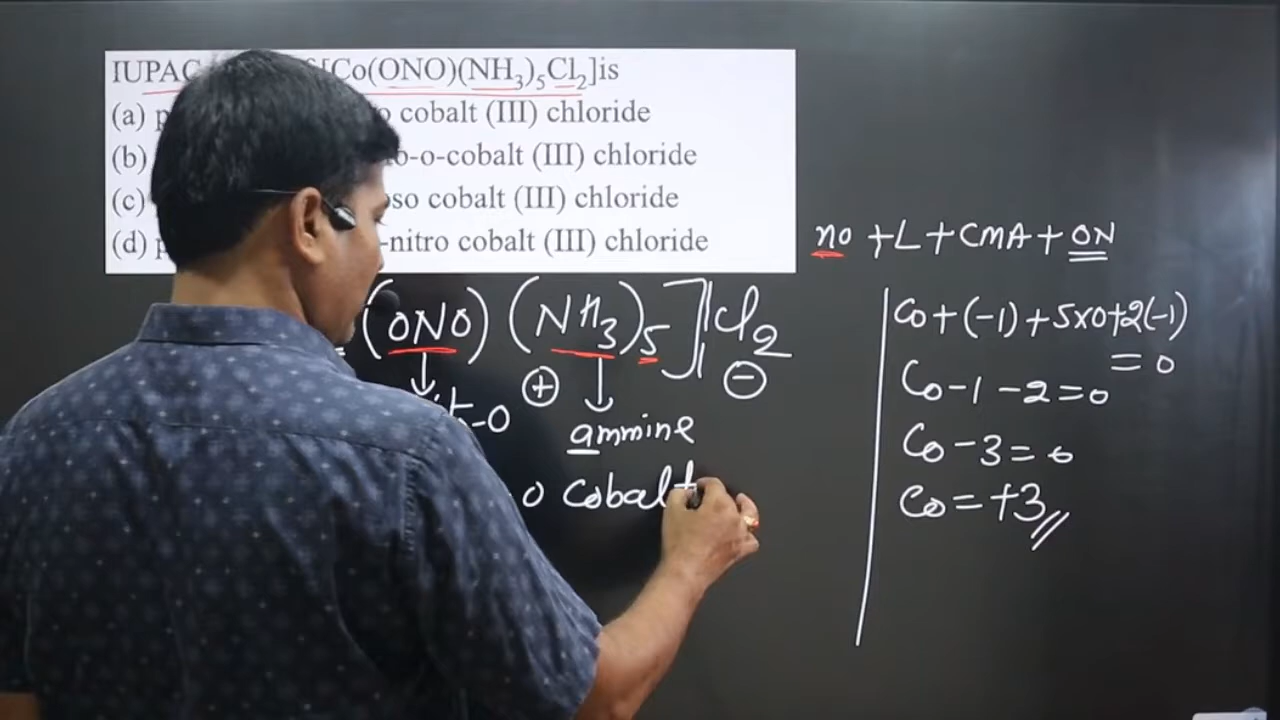 IUPAC [Co(ONO)(NH3)5Cl2]is
(a) p cobalt (III) chloride
(b) o-o-cobalt (III) chloride
(c) so cobalt (III) chloride
(d) p -nitro cobalt (III) chloride
no + L + CMA + ON
(ONO) (NH3)5] Cl2
⊕ ⊖
it-O
ammine
o cobalt
Co + (-1) + 5x0+2(-1)
= 0
Co -1 -2 = 0
Co - 3 = 0
Co = +3